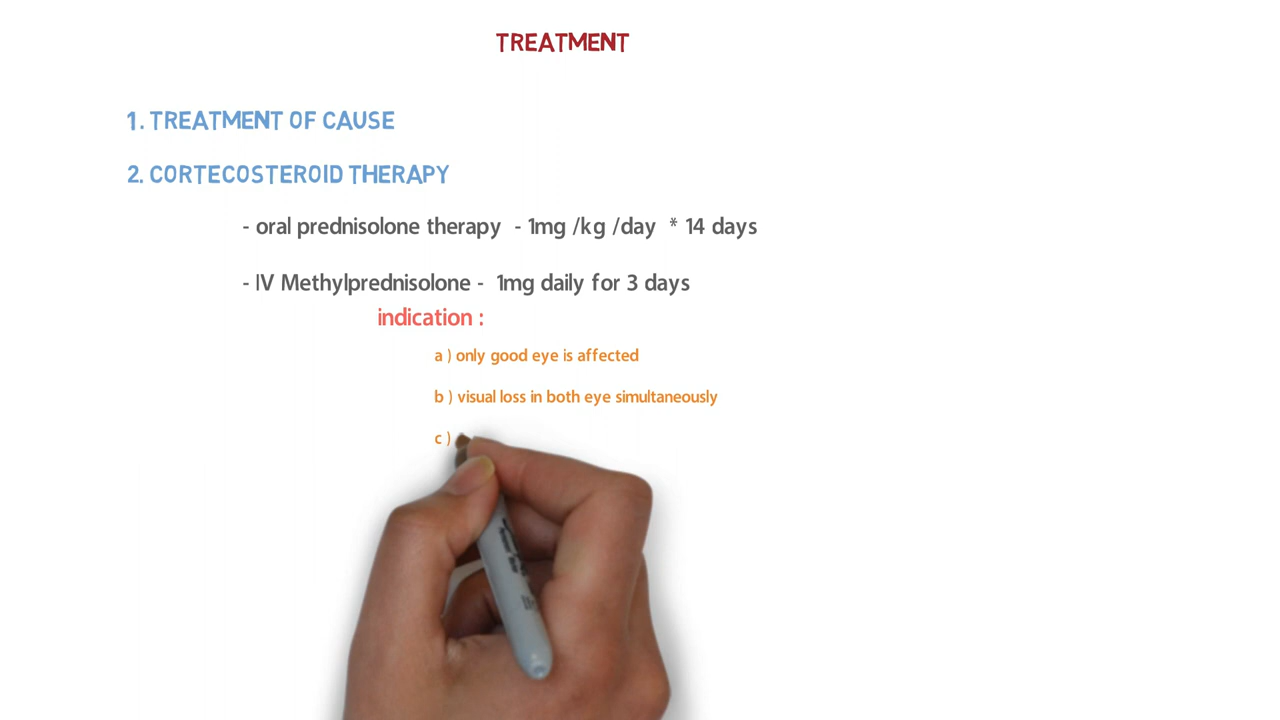 TREATMENT
1. TREATMENT OF CAUSE
2. CORTECOSTEROID THERAPY
- oral prednisolone therapy - 1mg /kg /day * 14 days
- IV Methylprednisolone - 1mg daily for 3 days
indication :
a ) only good eye is affected
b ) visual loss in both eye simultaneously
c )